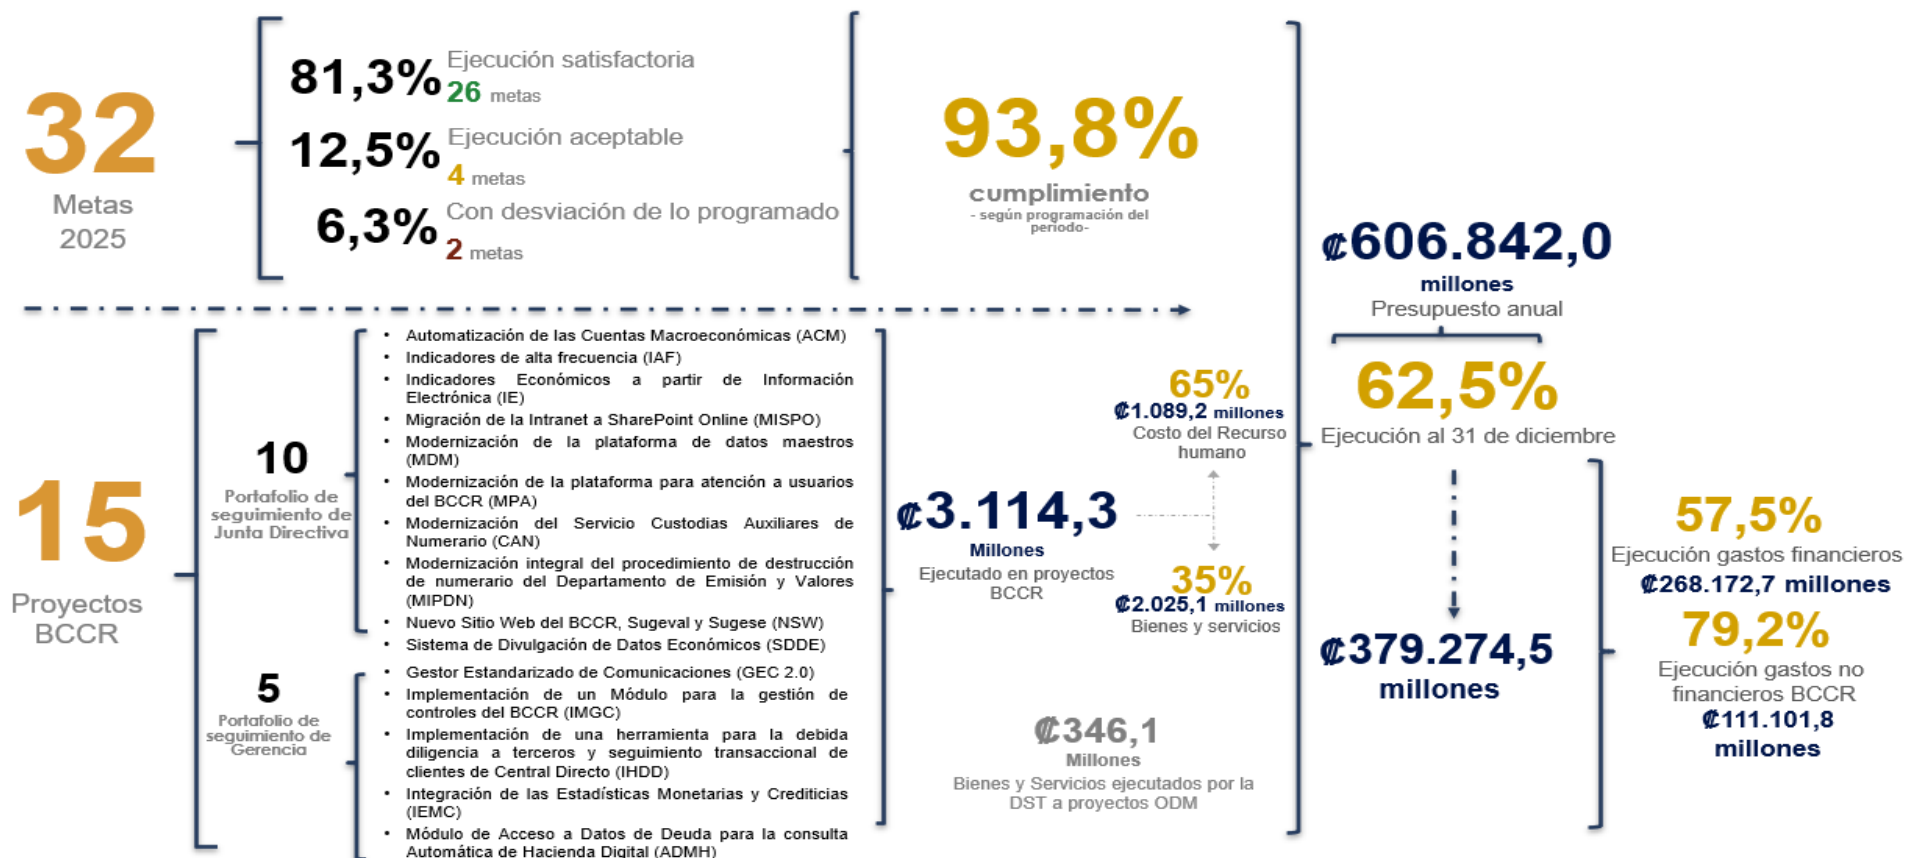 32
Metas
2025
81,3%
Ejecución satisfactoria
26 metas
12,5%
Ejecución aceptable
4 metas
6,3%
Con desviación de lo programado
2 metas
93,8%
cumplimiento
- según programación del
periodo-
15
Proyectos
BCCR
10
Portafolio de
seguimiento de
Junta Directiva
• Automatización de las Cuentas Macroeconómicas (ACM)
• Indicadores de alta frecuencia (IAF)
• Indicadores Económicos a partir de Información
Electrónica (IE)
• Migración de la Intranet a SharePoint Online (MISPO)
• Modernización de la plataforma de datos maestros
(MDM)
• Modernización de la plataforma para atención a usuarios
del BCCR (MPA)
• Modernización del Servicio Custodias Auxiliares de
Numerario (CAN)
• Modernización integral del procedimiento de destrucción
de numerario del Departamento de Emisión y Valores
(MIPDN)
• Nuevo Sitio Web del BCCR, Sugeval y Sugese (NSW)
• Sistema de Divulgación de Datos Económicos (SDDE)
5
Portafolio de
seguimiento de
Gerencia
• Gestor Estandarizado de Comunicaciones (GEC 2.0)
• Implementación de un Módulo para la gestión de
controles del BCCR (IMGC)
• Implementación de una herramienta para la debida
diligencia a terceros y seguimiento transaccional de
clientes de Central Directo (IHDD)
• Integración de las Estadísticas Monetarias y Crediticias
(IEMC)
• Módulo de Acceso a Datos de Deuda para la consulta
Automática de Hacienda Digital (ADMH)
₡3.114,3
Millones
Ejecutado en proyectos
BCCR
65%
₡1.089,2 millones
Costo del Recurso
humano
35%
₡2.025,1 millones
Bienes y servicios
₡346,1
Millones
Bienes y Servicios ejecutados por la
DST a proyectos ODM
₡606.842,0
millones
Presupuesto anual
62,5%
Ejecución al 31 de diciembre
₡379.274,5
millones
57,5%
Ejecución gastos financieros
₡268.172,7 millones
79,2%
Ejecución gastos no
financieros BCCR
₡111.101,8
millones